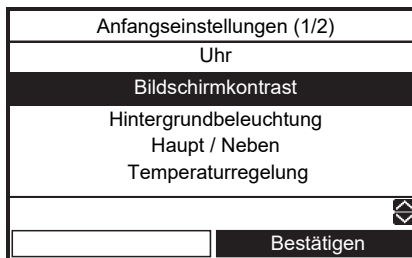 Anfangseinstellungen (1/2)
Uhr
Bildschirmkontrast
Hintergrundbeleuchtung
Haupt / Neben
Temperaturregelung
Bestätigen